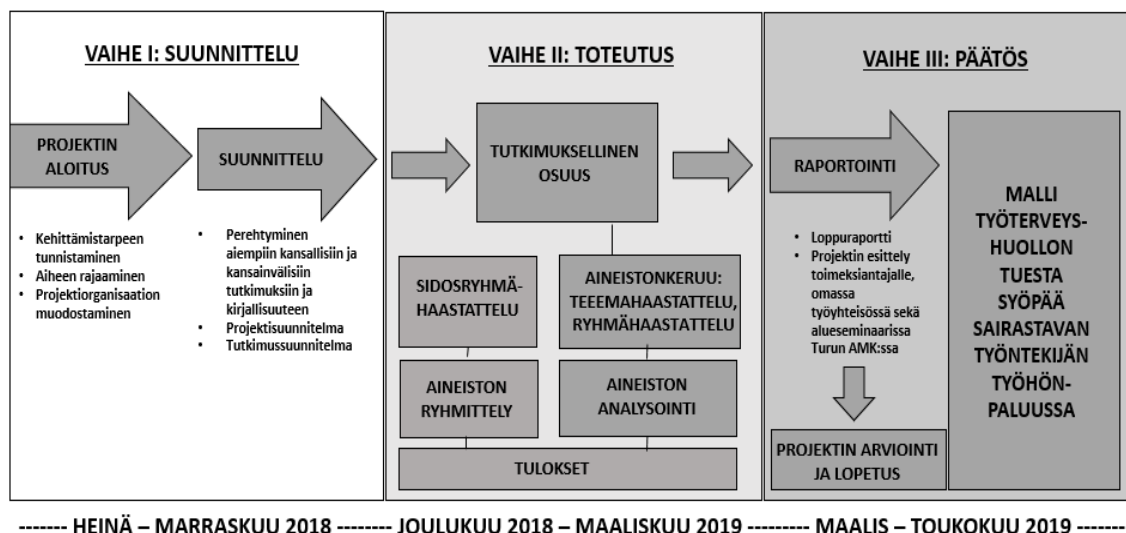 VAIHE I: SUUNNITTELU
PROJEKTIN
ALOITUS
SUUNNITTELU
• Kehittämistarpeen
tunnistaminen
• Aiheen rajaaminen
• Projektiorganisaation
muodostaminen
• Perehtyminen
aiempiin kansallisiin ja
kansainvälisiin
tutkimuksiin ja
kirjallisuuteen
• Projektisuunnitelma
• Tutkimussuunnitelma
VAIHE II: TOTEUTUS
TUTKIMUKSELLINEN
OSUUS
SIDOSRYHMÄ-
HAASTATTELU
AINEISTONKERUU:
TEEEMAHAASTATTELU,
RYHMÄHAASTATTELU
AINEISTON
RYHMITTELY
AINEISTON
ANALYSOINTI
TULOKSET
VAIHE III: PÄÄTÖS
RAPORTOINTI
• Loppuraportti
• Projektin esittely
toimeksiantajalle,
omassa
työyhteisössä sekä
alueseminaarissa
Turun AMK:ssa
PROJEKTIN ARVIOINTI
JA LOPETUS
MALLI
TYÖTERVEYS-
HUOLLON
TUESTA
SYÖPÄÄ
SAIRASTAVAN
TYÖNTEKIJÄN
TYÖHÖN-
PALUUSSA
------- HEINÄ – MARRASKUU 2018 -------- JOULUKUU 2018 – MAALISKUU 2019 --------- MAALIS – TOUKOKUU 2019 -------